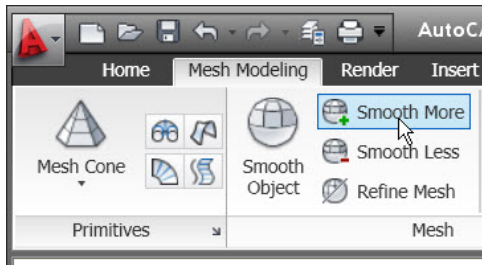 AutoCA
Home Mesh Modeling Render Insert
Mesh Cone
Smooth Object
Smooth More
Smooth Less
Refine Mesh
Primitives Mesh